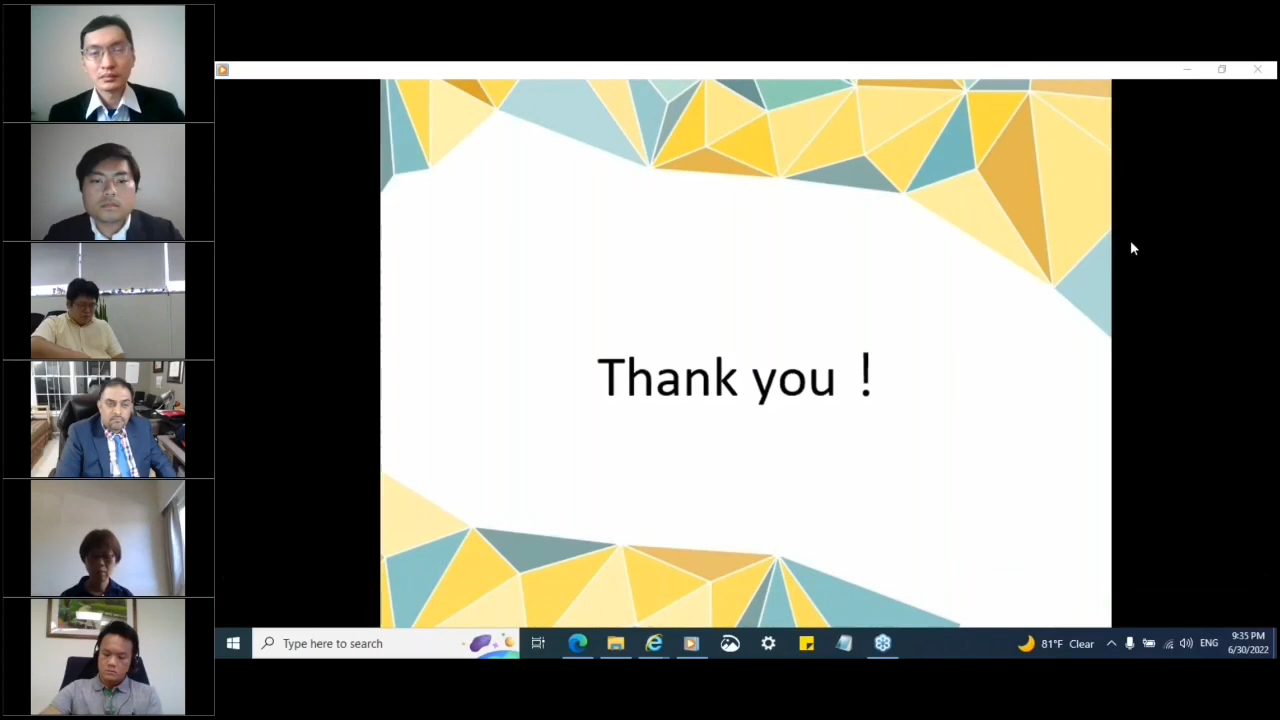 Thank you !
Type here to search
81°F Clear
ENG
9:35 PM
6/30/2022